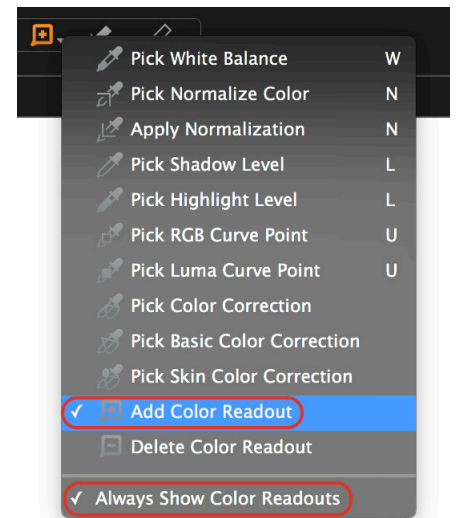 Pick White Balance W
Pick Normalize Color N
Apply Normalization N
Pick Shadow Level L
Pick Highlight Level L
Pick RGB Curve Point U
Pick Luma Curve Point U
Pick Color Correction
Pick Basic Color Correction
Pick Skin Color Correction
✓ Add Color Readout
Delete Color Readout
✓ Always Show Color Readouts